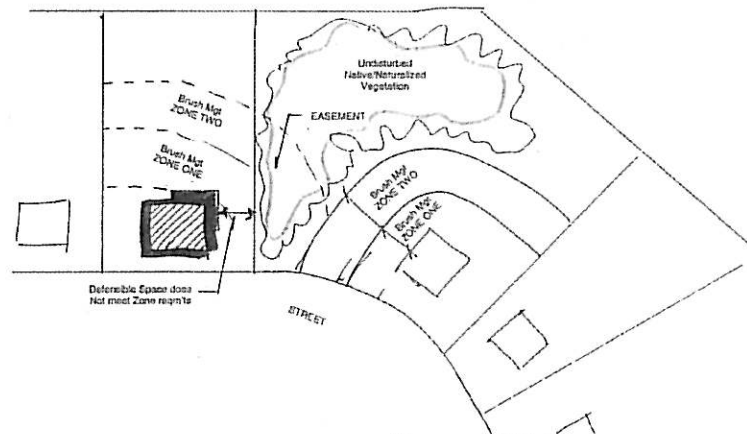 Undisturbed
Native/Naturalized
Vegetation
EASEMENT
Brush Mgt
ZONE TWO
Brush Mgt
ZONE ONE
Brush Mgt
ZONE TWO
Brush Mgt
ZONE ONE
Defensible Space does
Not meet Zone reqm'ts
STREET